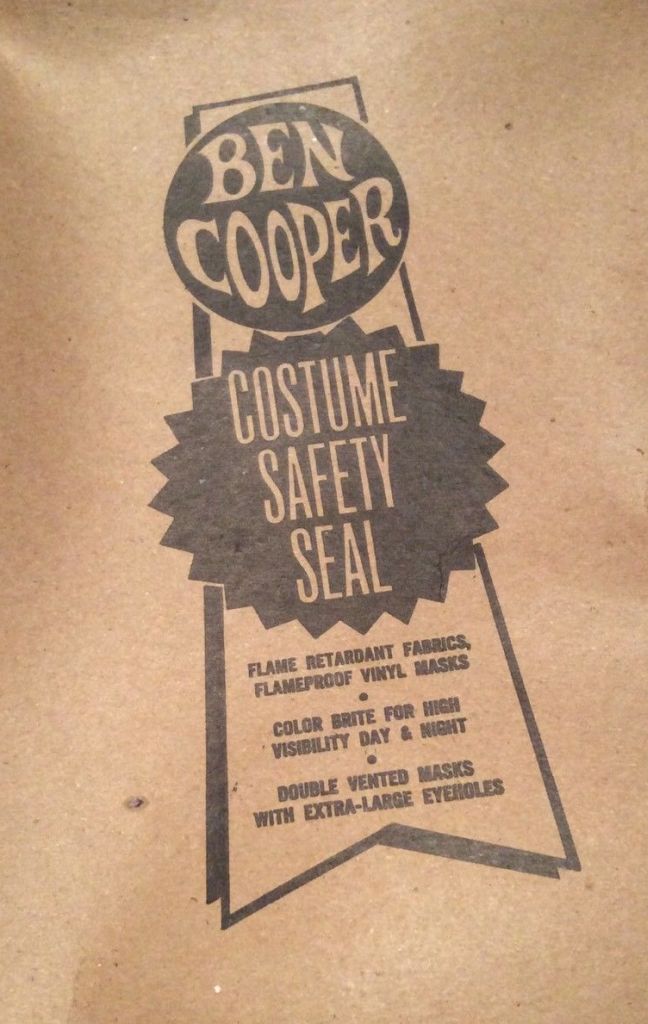 BEN
COOPER
COSTUME
SAFETY
SEAL
FLAME RETARDANT FABRICS,
FLAMEPROOF VINYL MASKS
•
COLOR BRITE FOR HIGH
VISIBILITY DAY & NIGHT
•
DOUBLE VENTED MASKS
WITH EXTRA-LARGE EYEHOLES